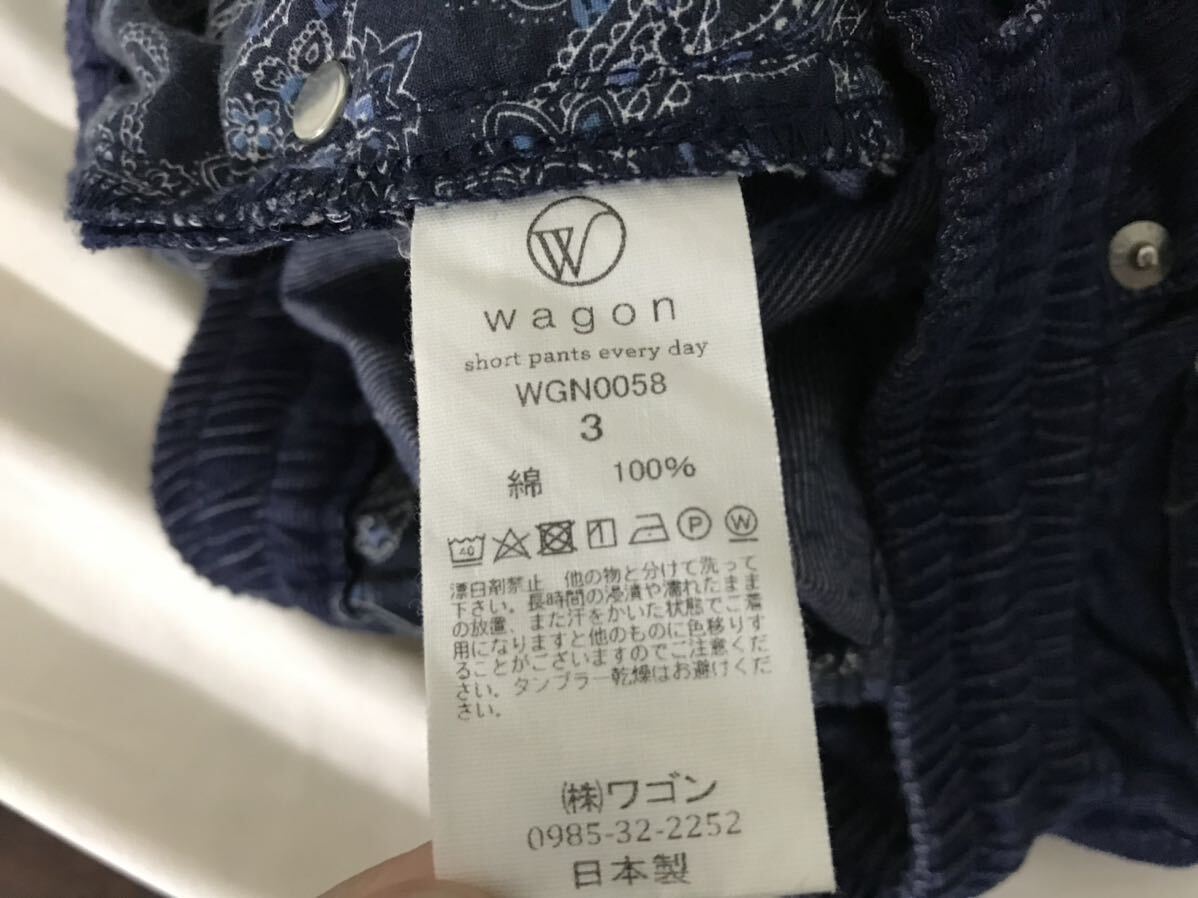 W
wagon
short pants every day
WGN0058
3
綿 100%
40 P W
漂白剤禁止 他の物と分けて洗って
下さい。長時間の浸漬や濡れたまま
の放置、また汗をかいた状態でご着
用になりますと他のものに色移りす
ることがございますのでご注意くだ
さい。タンブラー乾燥はお避けくだ
さい。
㈱ワゴン
0985-32-2252
日本製